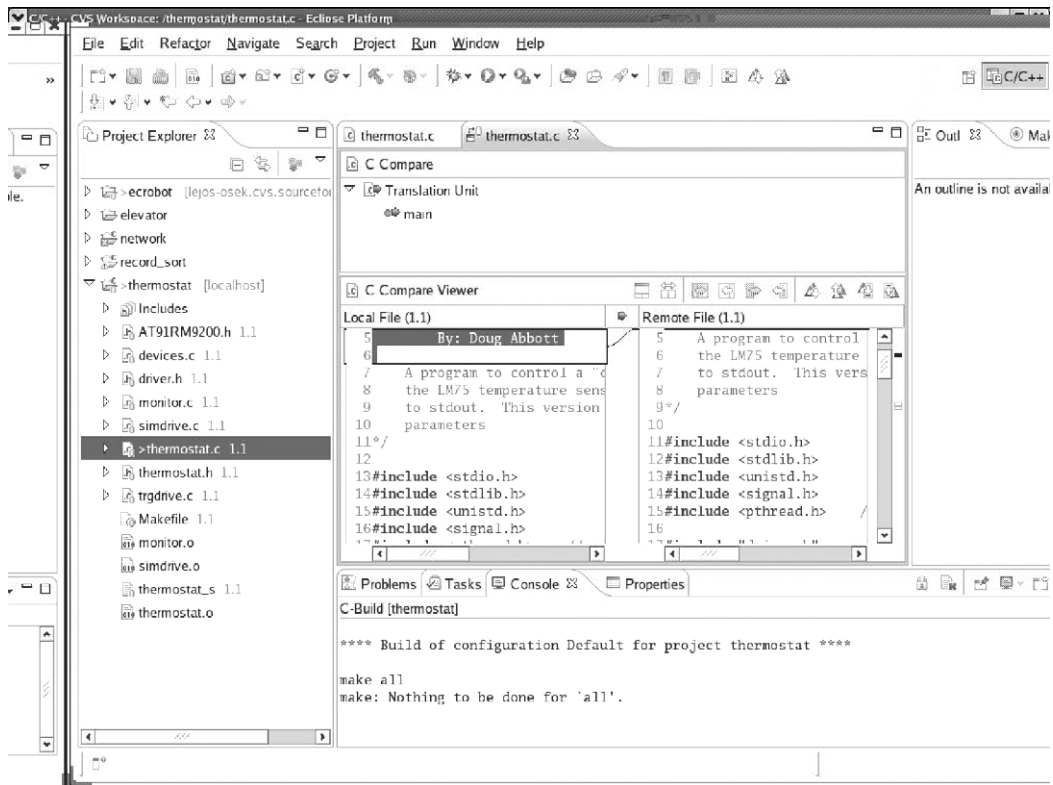 C/C++ - CVS Workspace: /thermostat/thermostat.c - Eclipse Platform
File Edit Refactor Navigate Search Project Run Window Help
C/C++
Project Explorer
thermostat.c
thermostat.c
Outl
Mak
C Compare
An outline is not availa
Translation Unit
main
ble.
>ecrobot [lejos-osek.cvs.sourcefor
elevator
network
record_sort
>thermostat [localhost]
Includes
AT91RM9200.h 1.1
devices.c 1.1
driver.h 1.1
monitor.c 1.1
simdrive.c 1.1
>thermostat.c 1.1
thermostat.h 1.1
trgdrive.c 1.1
Makefile 1.1
monitor.o
simdrive.o
thermostat_s 1.1
thermostat.o
C Compare Viewer
Local File (1.1)
5 By: Doug Abbott
6
7 A program to control a "d
8 the LM75 temperature sens
9 to stdout. This version
10 parameters
11*/
12
13#include <stdio.h>
14#include <stdlib.h>
15#include <unistd.h>
16#include <signal.h>
Remote File (1.1)
5 A program to control
6 the LM75 temperature
7 to stdout. This vers
8 parameters
9*/
10
11#include <stdio.h>
12#include <stdlib.h>
13#include <unistd.h>
14#include <signal.h>
15#include <pthread.h> /
16
Problems Tasks Console Properties
C-Build [thermostat]
**** Build of configuration Default for project thermostat ****
make all
make: Nothing to be done for `all'.